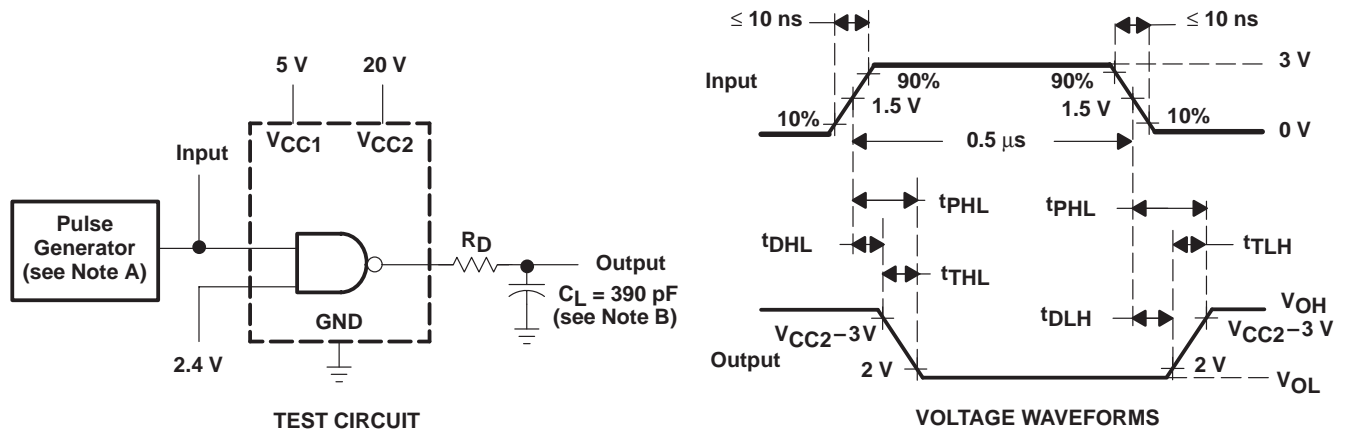 5 V
20 V
VCC1
VCC2
Input
Pulse
Generator
(see Note A)
2.4 V
GND
RD
Output
CL = 390 pF
(see Note B)
TEST CIRCUIT
≤ 10 ns
≤ 10 ns
Input
3 V
90%
90%
1.5 V
1.5 V
10%
10%
0 V
0.5 μs
tPHL
tPHL
tDHL
tTLH
tTHL
tDLH
VOH
VCC2−3 V
VCC2−3 V
Output
2 V
2 V
VOL
VOLTAGE WAVEFORMS